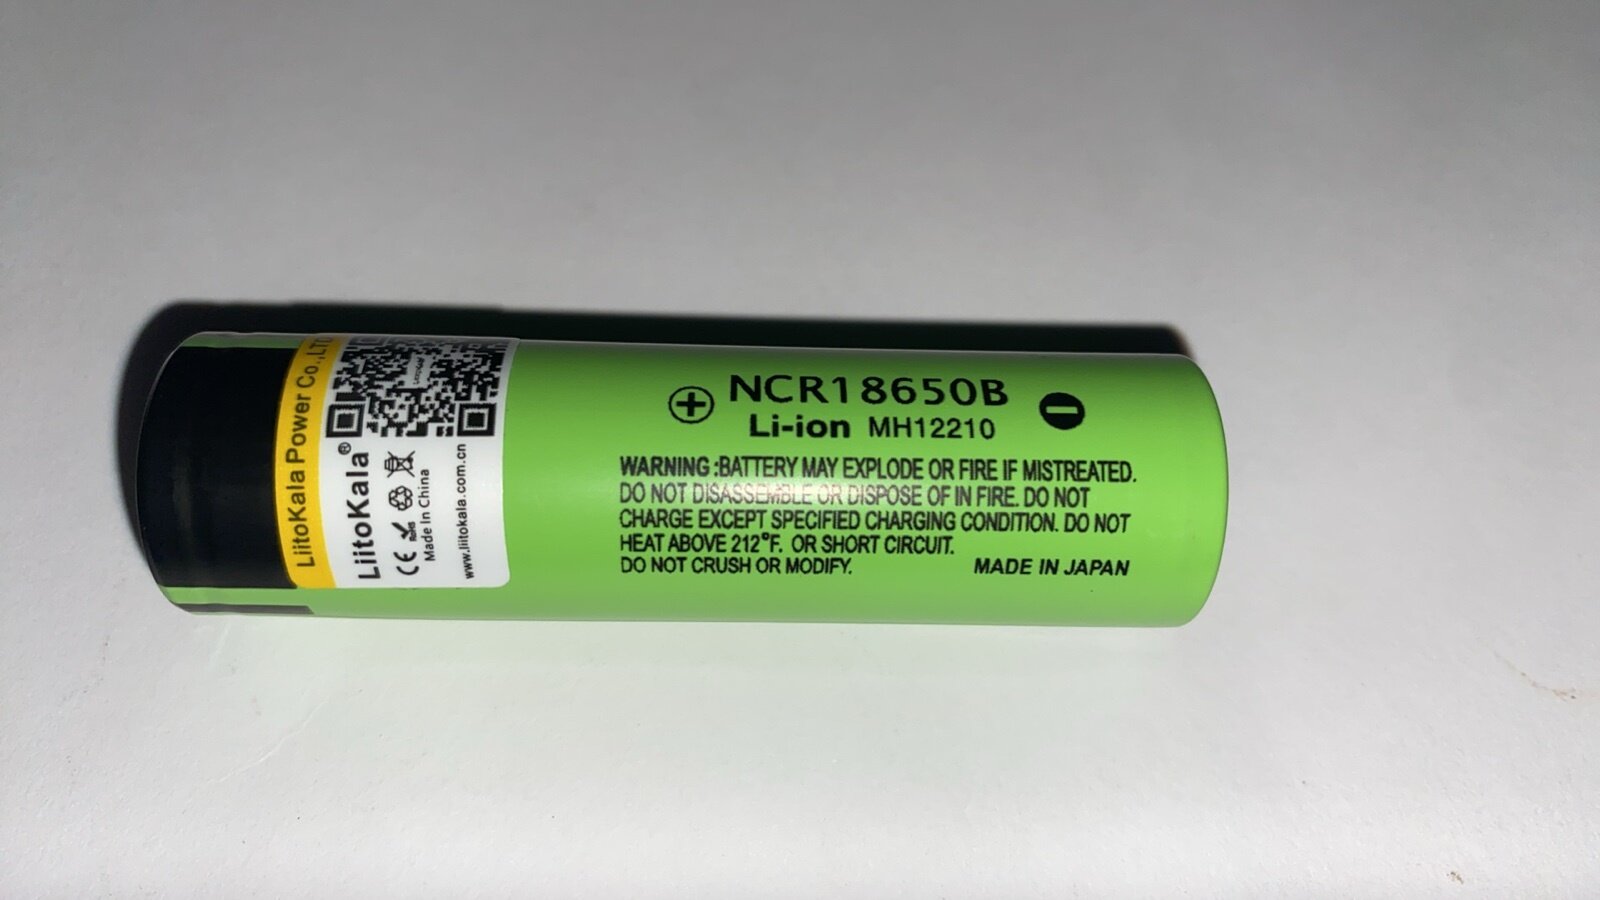 LiitoKala Power Co.,LTD
LiitoKala®
CE RoHS
Made In China
www.liitokala.com.cn
NCR18650B
Li-ion MH12210
WARNING :BATTERY MAY EXPLODE OR FIRE IF MISTREATED.
DO NOT DISASSEMBLE OR DISPOSE OF IN FIRE. DO NOT
CHARGE EXCEPT SPECIFIED CHARGING CONDITION. DO NOT
HEAT ABOVE 212°F. OR SHORT CIRCUIT.
DO NOT CRUSH OR MODIFY. MADE IN JAPAN